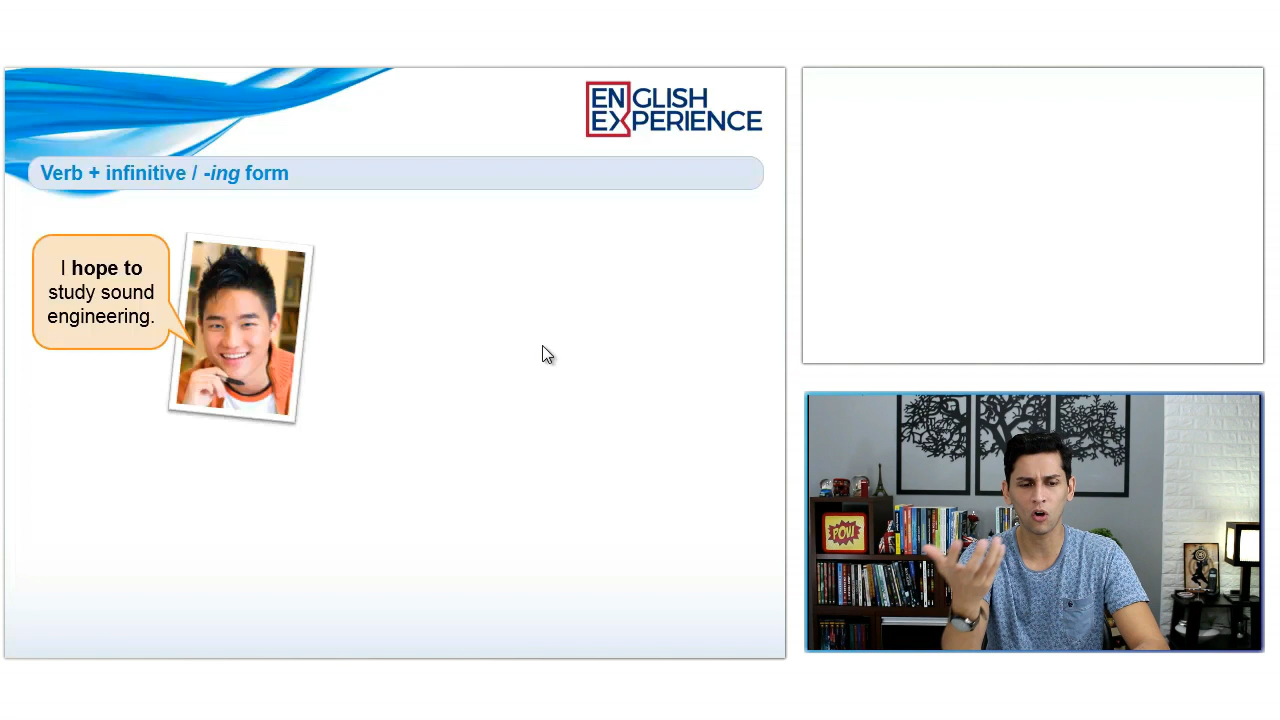 ENGLISH
EXPERIENCE
Verb + infinitive / -ing form
I hope to
study sound
engineering.
POW!